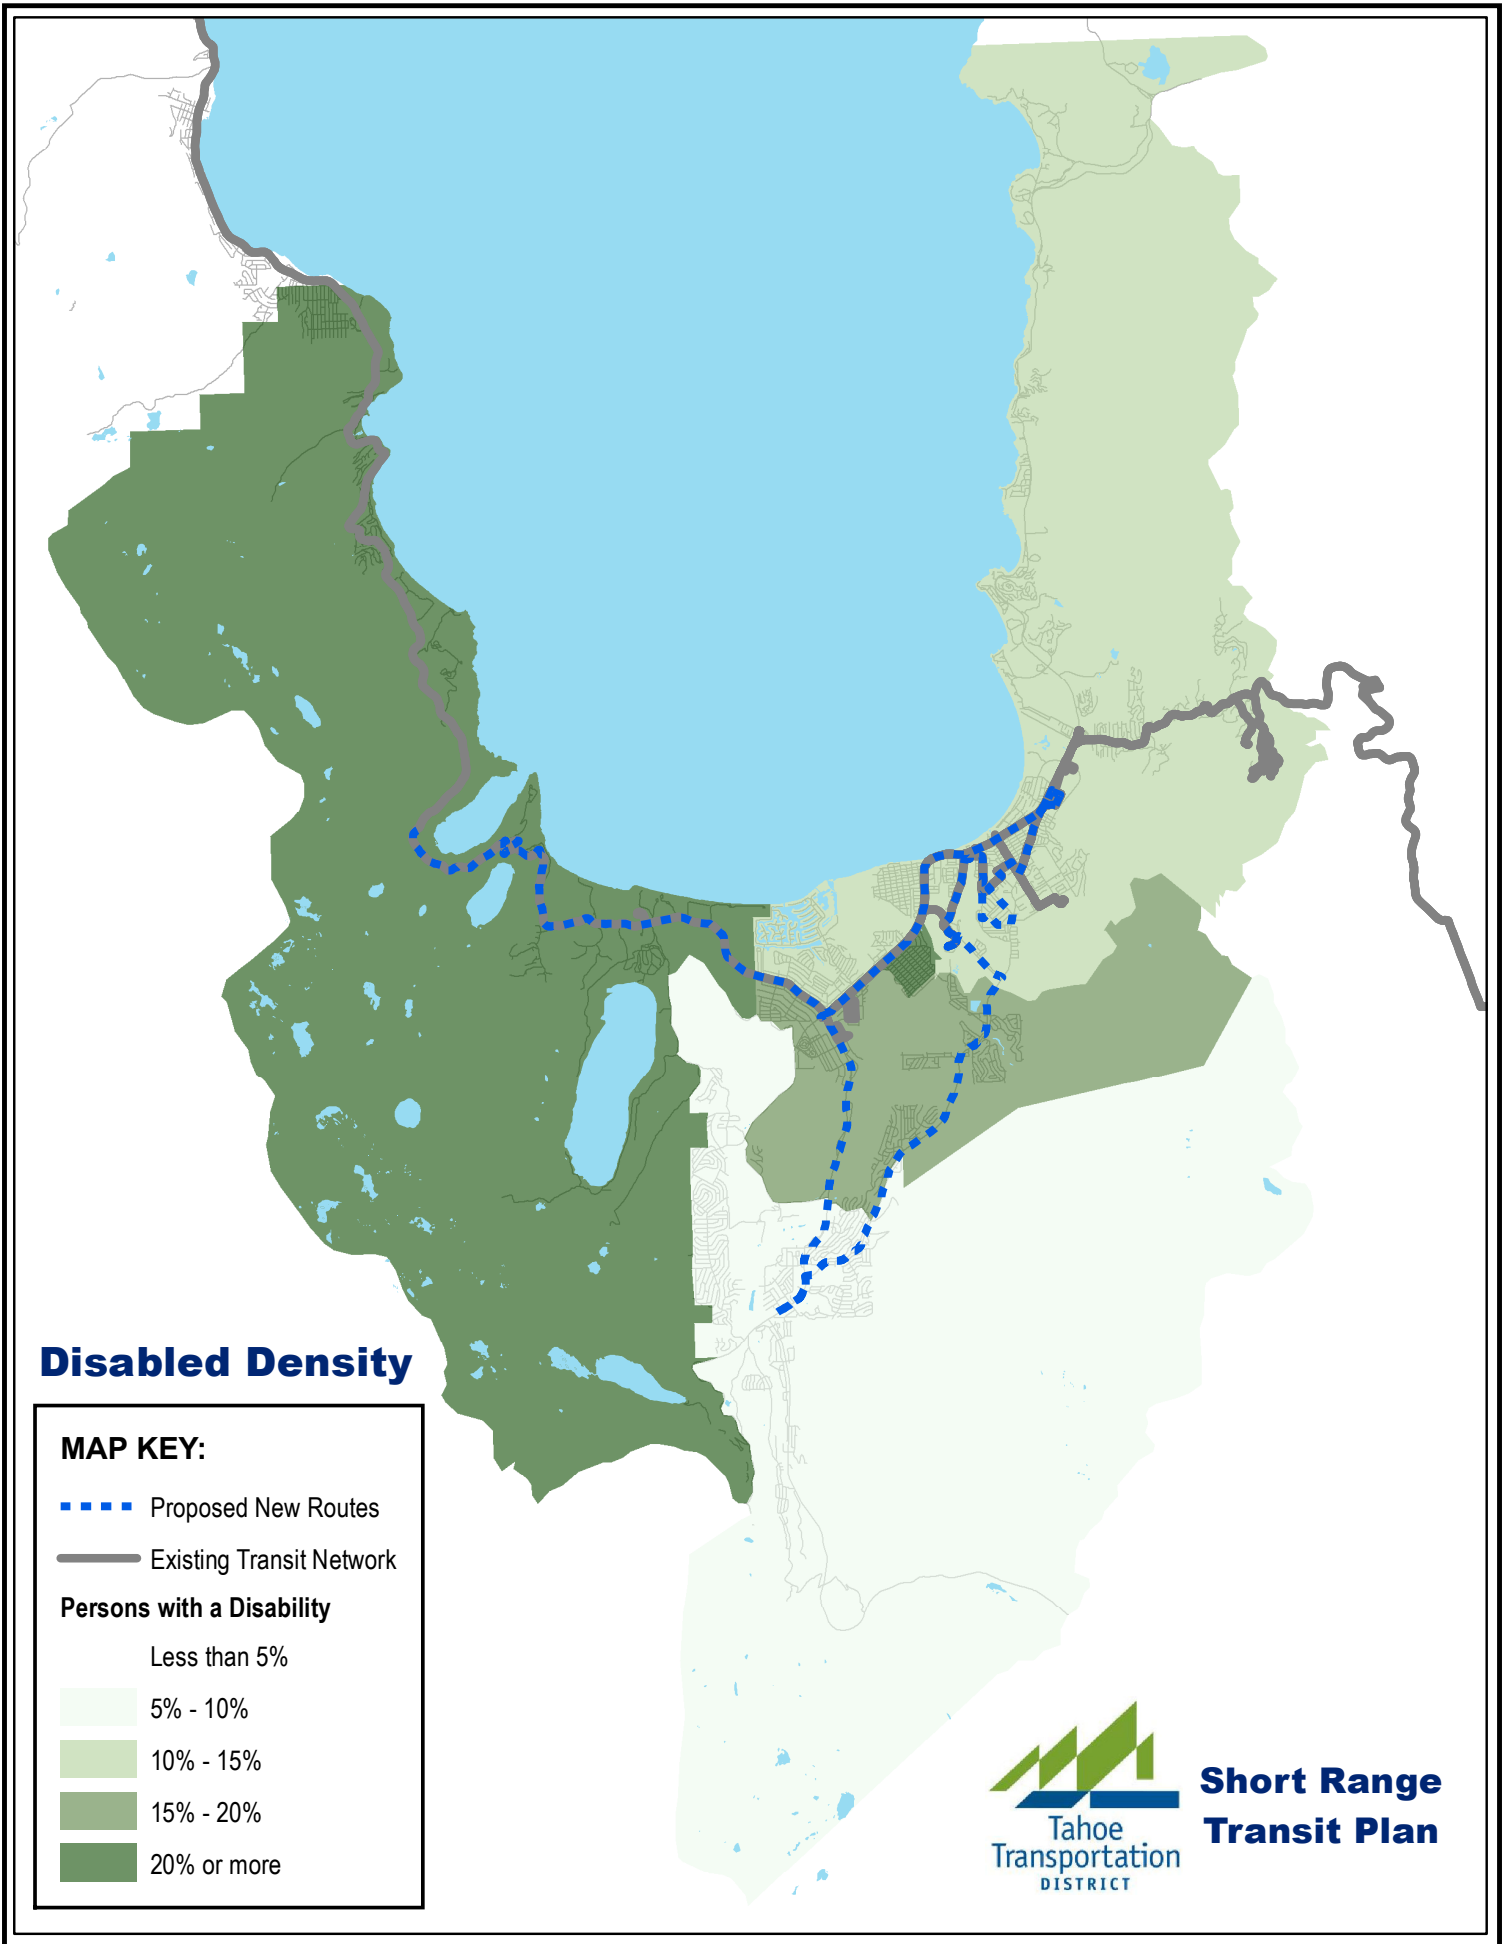 Disabled Density
MAP KEY:
Proposed New Routes
Existing Transit Network
Persons with a Disability
Less than 5%
5% - 10%
10% - 15%
15% - 20%
20% or more
Tahoe
Transportation
DISTRICT
Short Range
Transit Plan